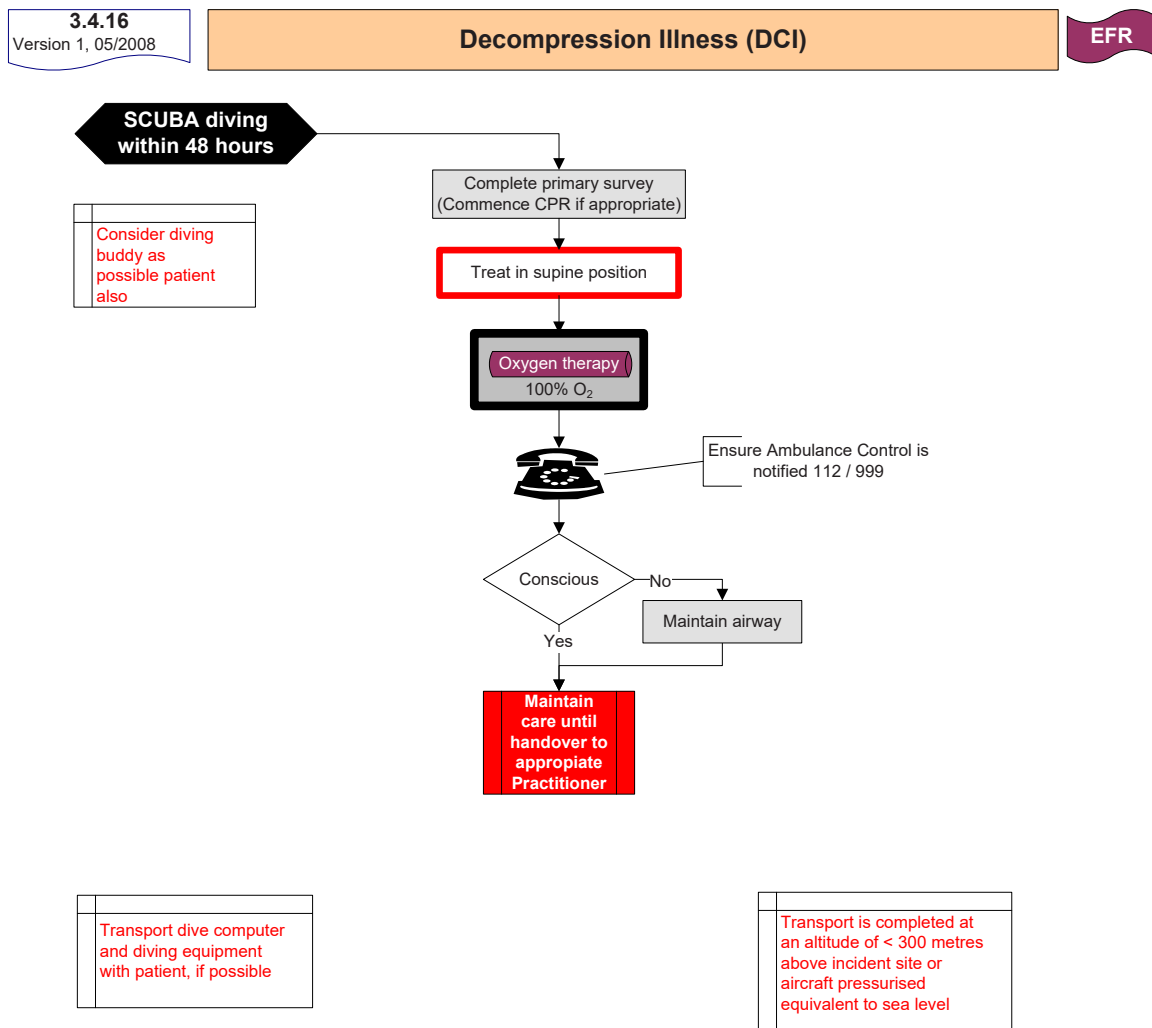 3.4.16
Version 1, 05/2008
Decompression Illness (DCI)
EFR
SCUBA diving
within 48 hours
Complete primary survey
(Commence CPR if appropriate)
Consider diving
buddy as
possible patient
also
Treat in supine position
Oxygen therapy
100% O₂
Ensure Ambulance Control is
notified 112 / 999
Conscious
No
Maintain airway
Yes
Maintain
care until
handover to
appropiate
Practitioner
Transport dive computer
and diving equipment
with patient, if possible
Transport is completed at
an altitude of < 300 metres
above incident site or
aircraft pressurised
equivalent to sea level